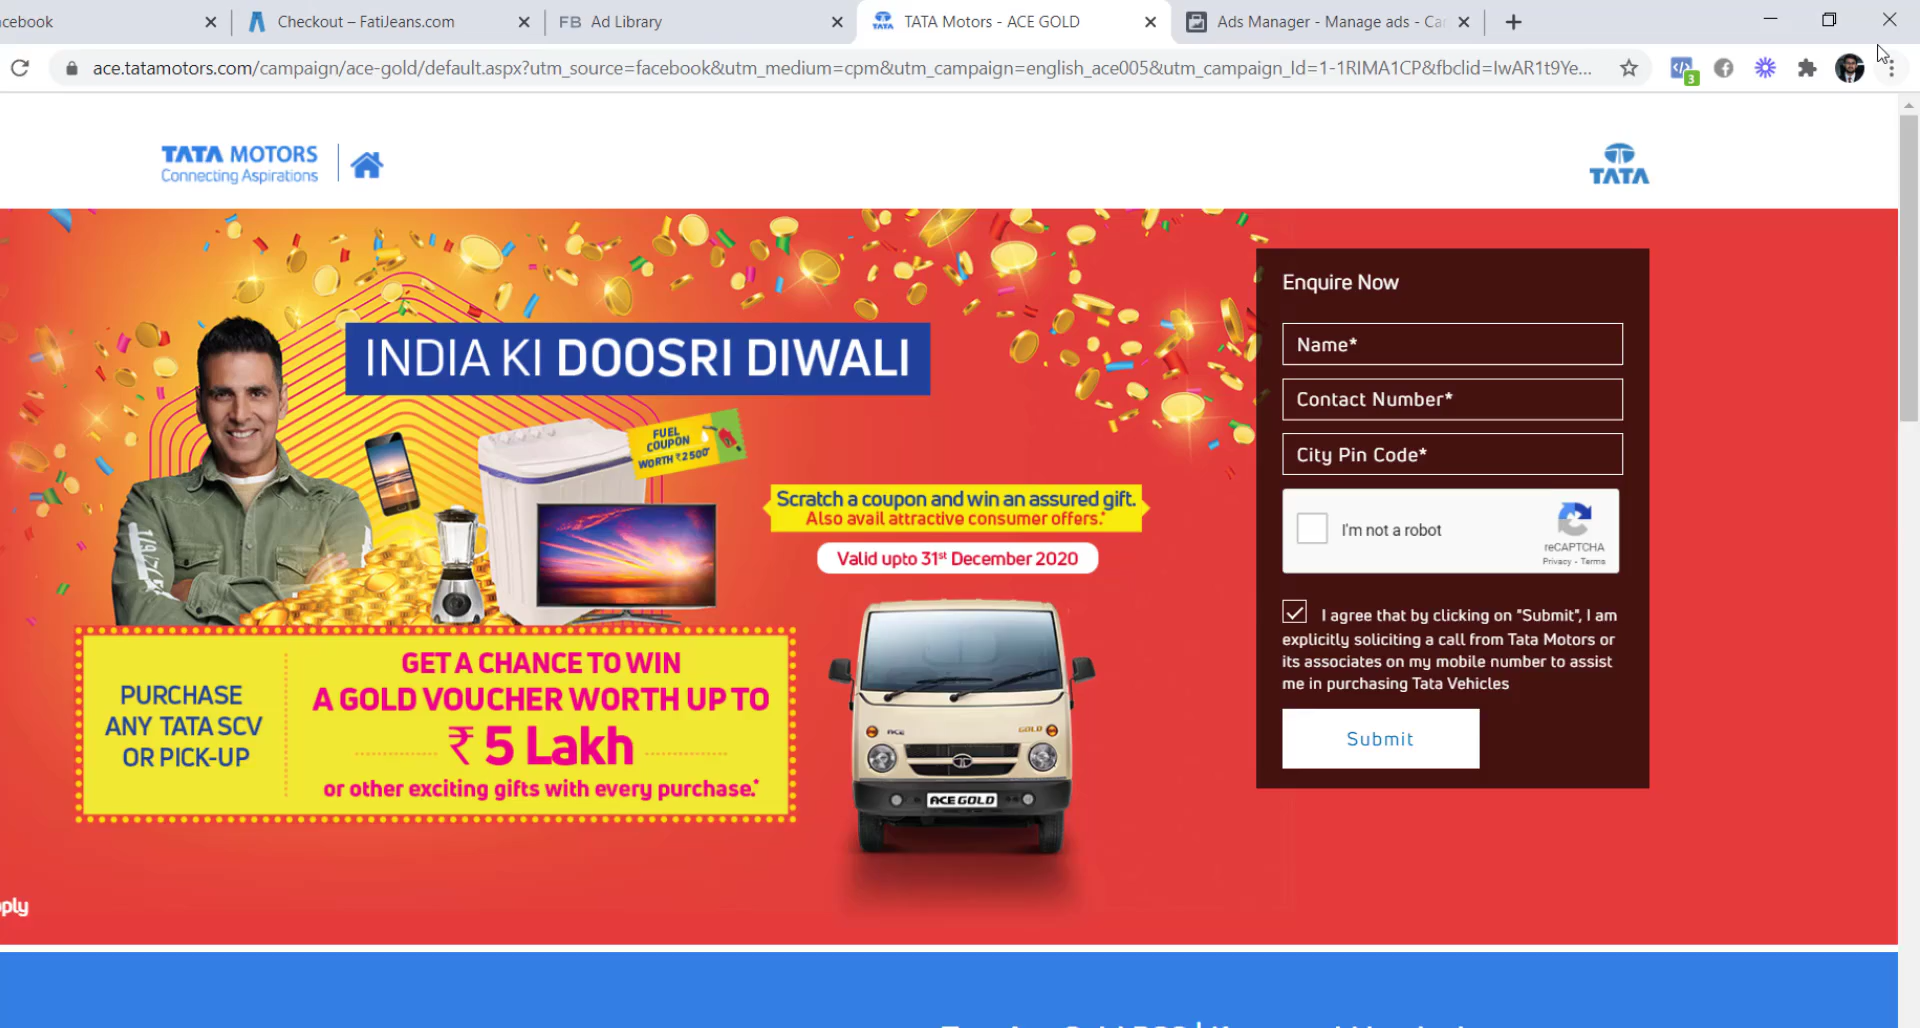 cebook
Checkout – FatiJeans.com
FB Ad Library
TATA Motors - ACE GOLD
Ads Manager - Manage ads - Ca
ace.tatamotors.com/campaign/ace-gold/default.aspx?utm_source=facebook&utm_medium=cpm&utm_campaign=english_ace005&utm_campaign_Id=1-1RIMA1CP&fbclid=IwAR1t9Ye...
3
TATA MOTORS
Connecting Aspirations
TATA
INDIA KI DOOSRI DIWALI
FUEL
COUPON
WORTH ₹2500*
Scratch a coupon and win an assured gift.
Also avail attractive consumer offers.*
Valid upto 31st December 2020
PURCHASE
ANY TATA SCV
OR PICK-UP
GET A CHANCE TO WIN
A GOLD VOUCHER WORTH UP TO
₹ 5 Lakh
or other exciting gifts with every purchase.*
ACE
GOLD
ACE GOLD
Enquire Now
Name*
Contact Number*
City Pin Code*
I'm not a robot
reCAPTCHA
Privacy - Terms
I agree that by clicking on "Submit", I am
explicitly soliciting a call from Tata Motors or
its associates on my mobile number to assist
me in purchasing Tata Vehicles
Submit
pply